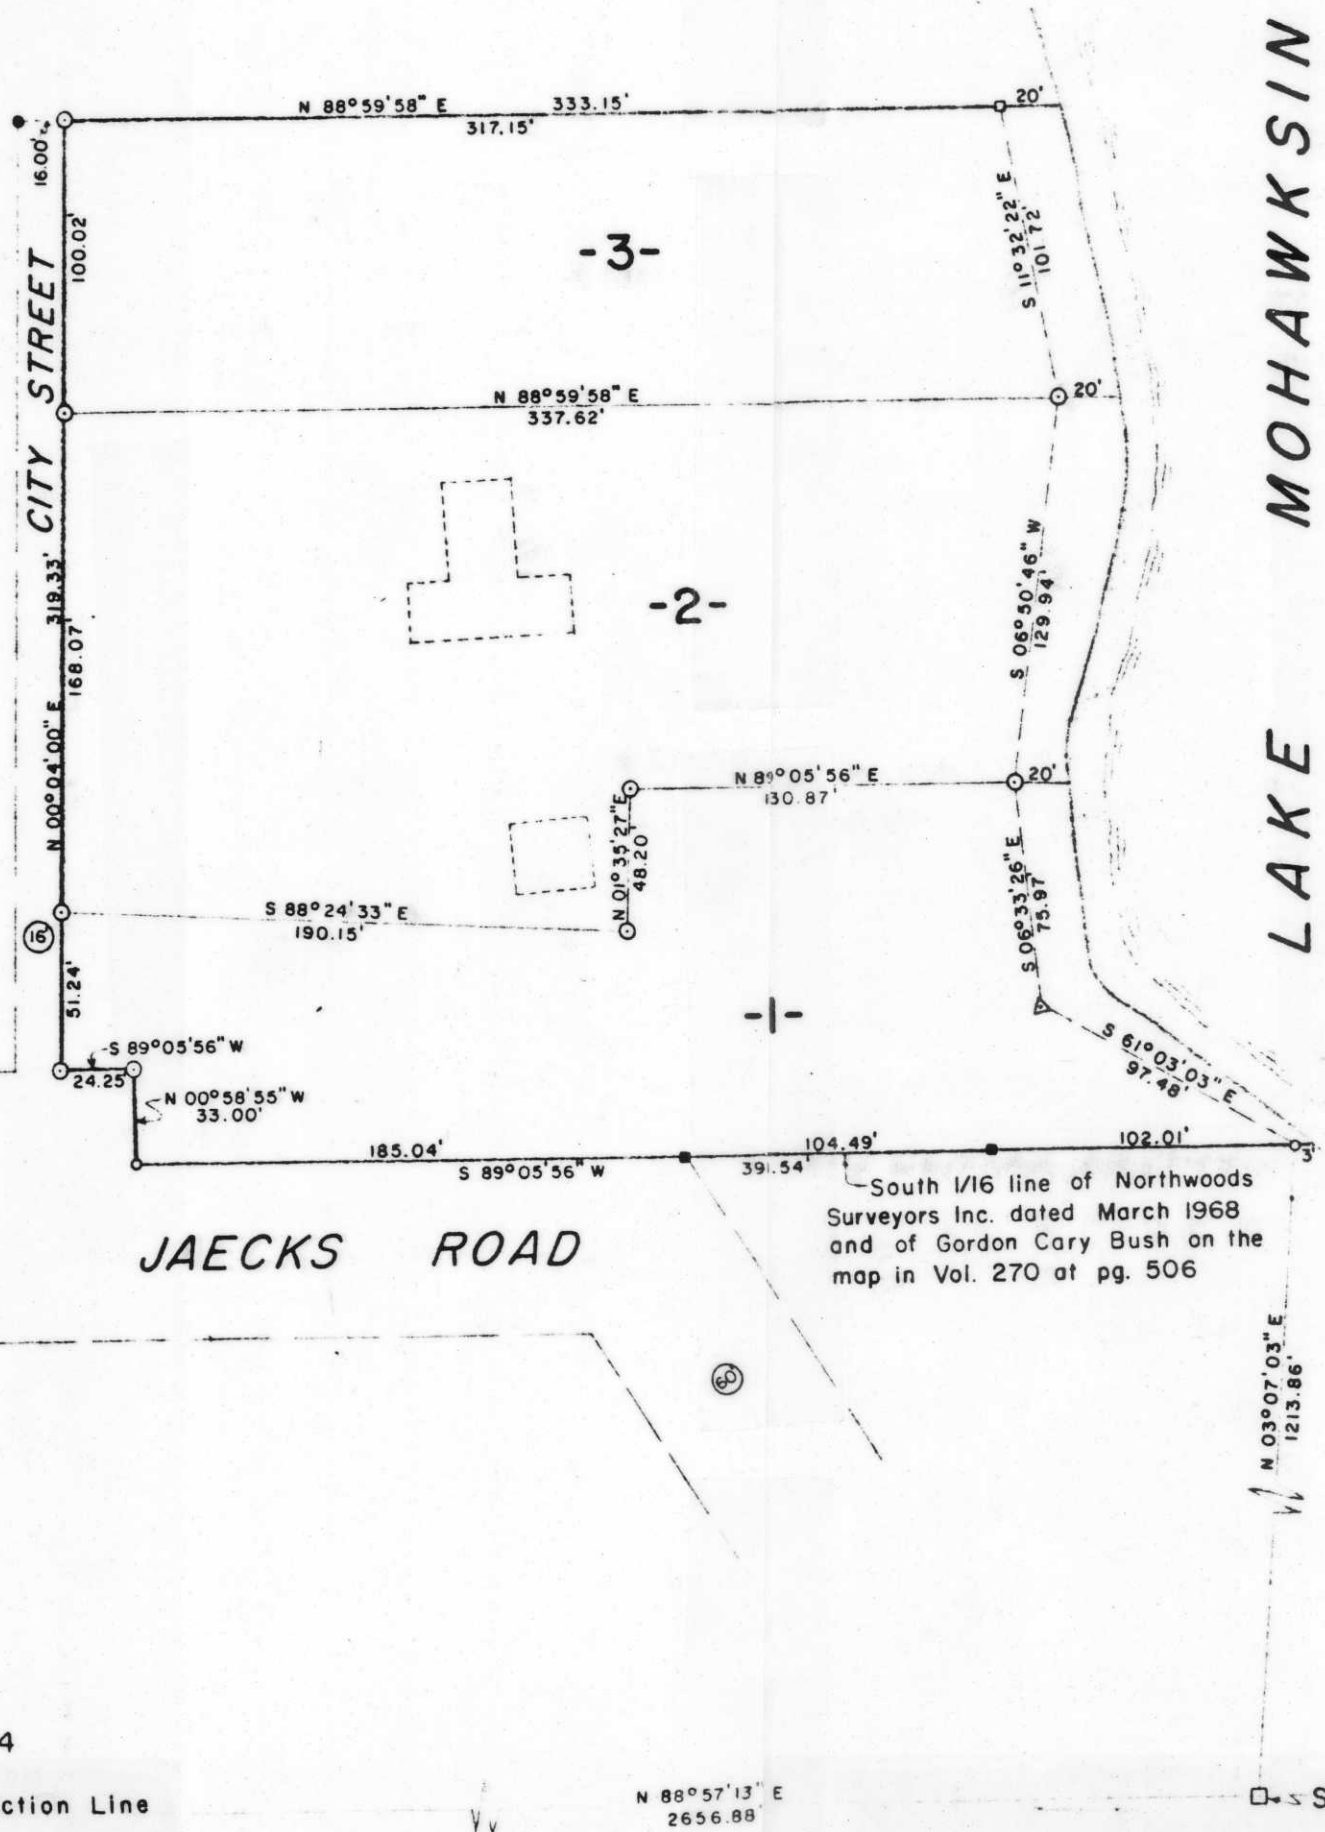 N 88°59'58" E 333.15'
317.15'
20'
16.00'
100.02'
S 11°32'22" E
101.72'
-3-
CITY STREET
LAKE MOHAWKSIN
N 88°59'58" E
337.62'
20'
N 00°04'00" E 319.33'
168.07'
-2-
S 06°50'46" W
129.94'
N 89°05'56" E
130.87'
20'
N 01°35'27" E
48.20'
S 88°24'33" E
190.15'
S 06°33'26" E
75.97'
16'
51.24'
-1-
S 89°05'56" W
24.25'
N 00°58'55" W
33.00'
S 61°03'03" E
97.48'
185.04'
104.49'
102.01'
S 89°05'56" W
391.54'
3'
South 1/16 line of Northwoods
Surveyors Inc. dated March 1968
and of Gordon Cary Bush on the
map in Vol. 270 at pg. 506
JAECKS ROAD
60'
N 03°07'03" E
1213.86'
4
ction Line
N 88°57'13" E
2656.88'
S